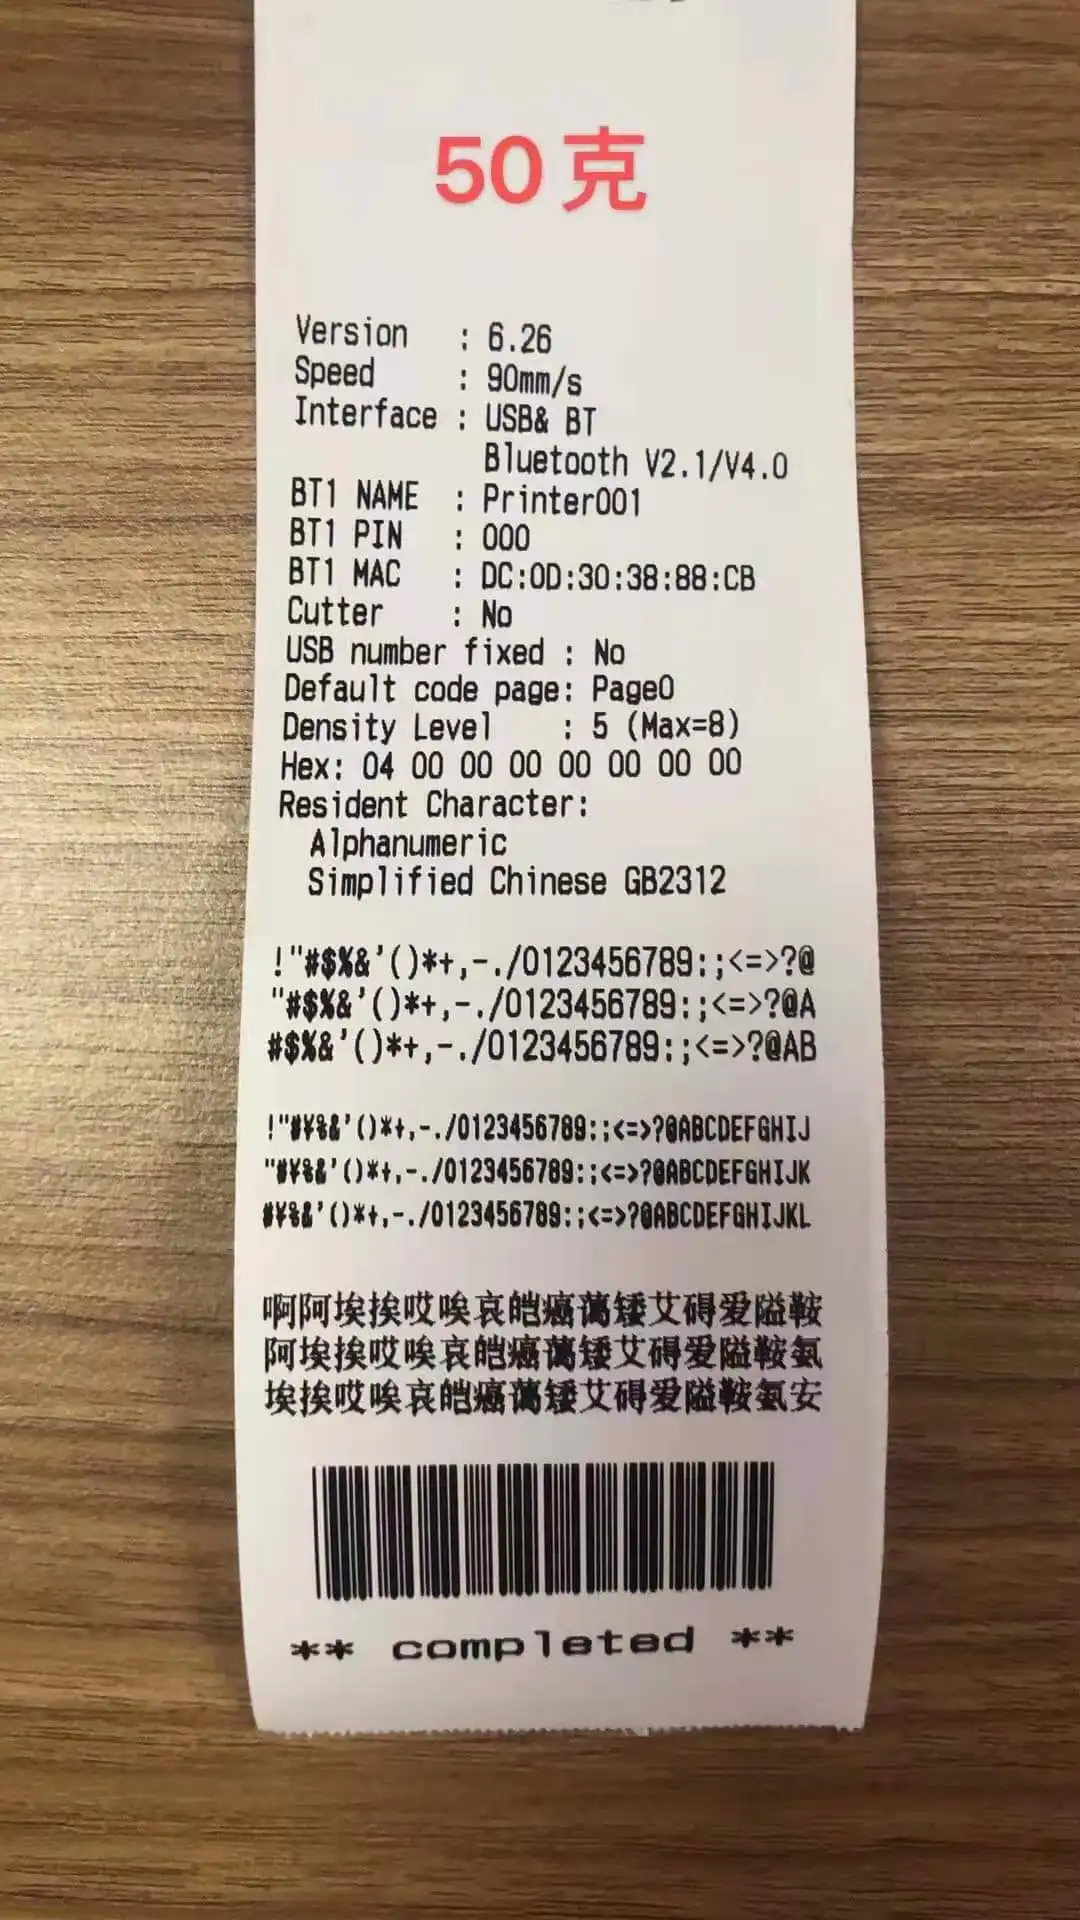 50克
Version : 6.26
Speed : 90mm/s
Interface : USB& BT
Bluetooth V2.1/V4.0
BT1 NAME : Printer001
BT1 PIN : 000
BT1 MAC : DC:0D:30:38:88:CB
Cutter : No
USB number fixed : No
Default code page: Page0
Density Level : 5 (Max=8)
Hex: 04 00 00 00 00 00 00 00
Resident Character:
Alphanumeric
Simplified Chinese GB2312
!"#$%&'()*+,-./0123456789:;<=>?@
"#$%&'()*+,-./0123456789:;<=>?@A
#$%&'()*+,-./0123456789:;<=>?@AB
!"#¥%&'()*+,-./0123456789:;<=>?@ABCDEFGHIJ
"#¥%&'()*+,-./0123456789:;<=>?@ABCDEFGHIJK
#¥%&'()*+,-./0123456789:;<=>?@ABCDEFGHIJKL
啊阿埃挨哎唉哀皑癌蔼矮艾碍爱隘鞍
阿埃挨哎唉哀皑癌蔼矮艾碍爱隘鞍氨
埃挨哎唉哀皑癌蔼矮艾碍爱隘鞍氨安
** completed **